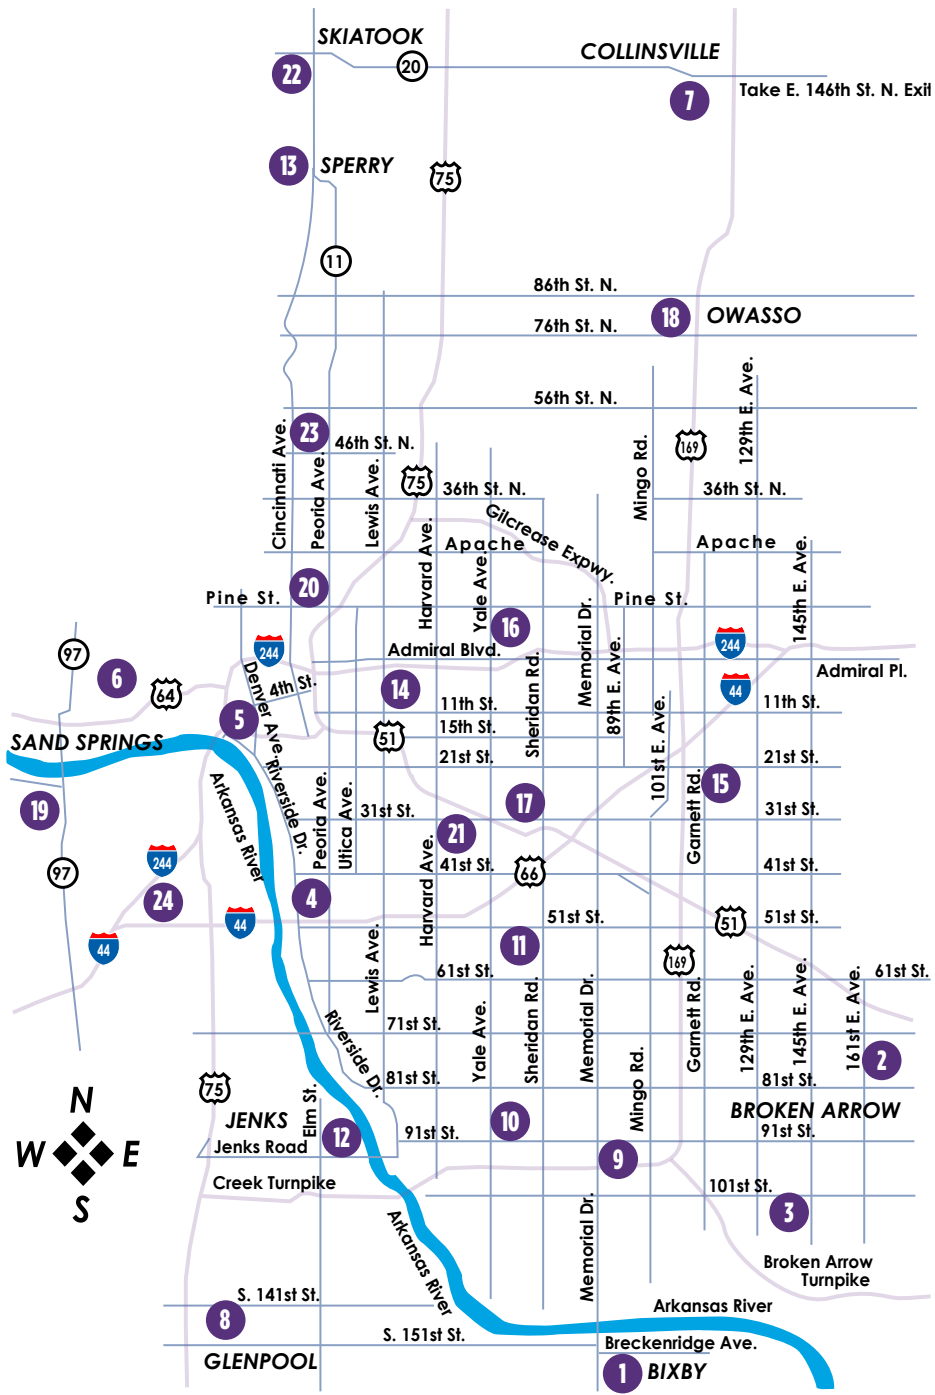 SKIATOOK
COLLINSVILLE
20
22
7
Take E. 146th St. N. Exit
13
SPERRY
75
11
86th St. N.
18
OWASSO
76th St. N.
129th E. Ave.
56th St. N.
Cincinnati Ave.
23
46th St. N.
Peoria Ave.
Lewis Ave.
Mingo Rd.
169
75
36th St. N.
36th St. N.
Gilcrease Expwy.
Harvard Ave.
Apache
Apache
Yale Ave.
145th E. Ave.
20
Pine St.
Pine St.
16
Memorial Dr.
244
244
97
Admiral Blvd.
Admiral Pl.
6
64
Denver Ave.
4th St.
14
Sheridan Rd.
89th E. Ave.
44
11th St.
11th St.
5
15th St.
51
SAND SPRINGS
21st St.
21st St.
101st E. Ave.
Arkansas River
Riverside Dr.
Peoria Ave.
Utica Ave.
15
Garnett Rd.
19
31st St.
17
31st St.
21
244
97
Harvard Ave.
41st St.
66
41st St.
24
4
44
44
51st St.
51
51st St.
11
Lewis Ave.
61st St.
169
61st St.
Riverside Dr.
71st St.
Yale Ave.
Sheridan Rd.
Memorial Dr.
Garnett Rd.
129th E. Ave.
145th E. Ave.
161st E. Ave.
2
75
81st St.
81st St.
Mingo Rd.
N
W E
S
JENKS
Elm St.
12
Jenks Road
91st St.
10
BROKEN ARROW
91st St.
9
Creek Turnpike
101st St.
3
Arkansas River
Memorial Dr.
Broken Arrow
Turnpike
S. 141st St.
8
Arkansas River
S. 151st St.
Breckenridge Ave.
GLENPOOL
1
BIXBY